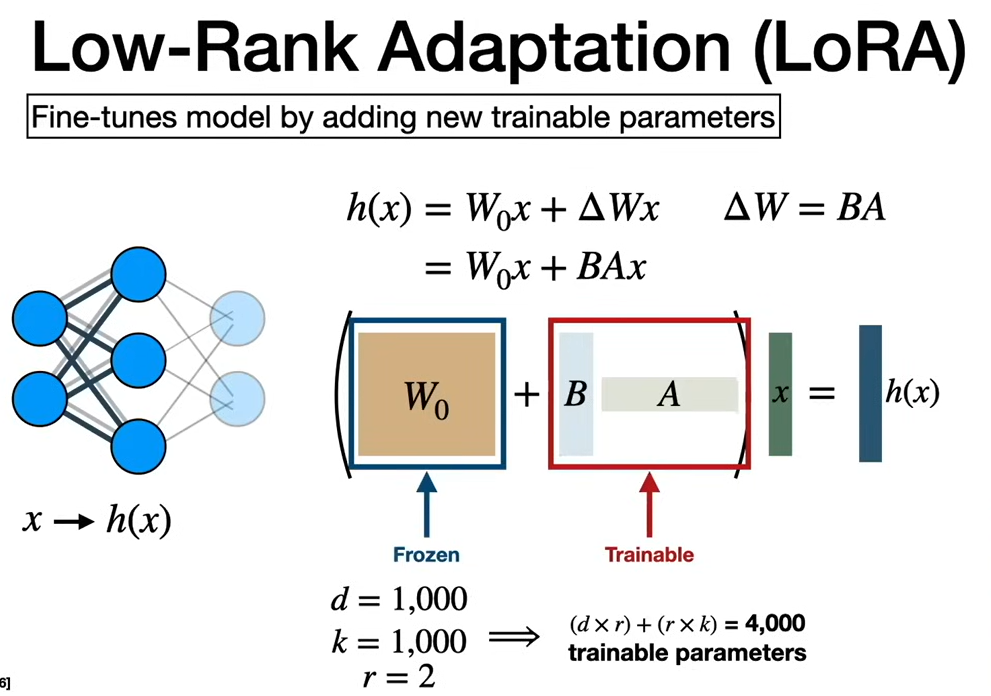 Low-Rank Adaptation (LoRA)
Fine-tunes model by adding new trainable parameters
h(x) = W₀x + ΔWx ΔW = BA
= W₀x + BAx
( W₀ + B A ) x = h(x)
x → h(x)
Frozen
Trainable
d = 1,000
k = 1,000 ⟹
r = 2
(d × r) + (r × k) = 4,000
trainable parameters
6]